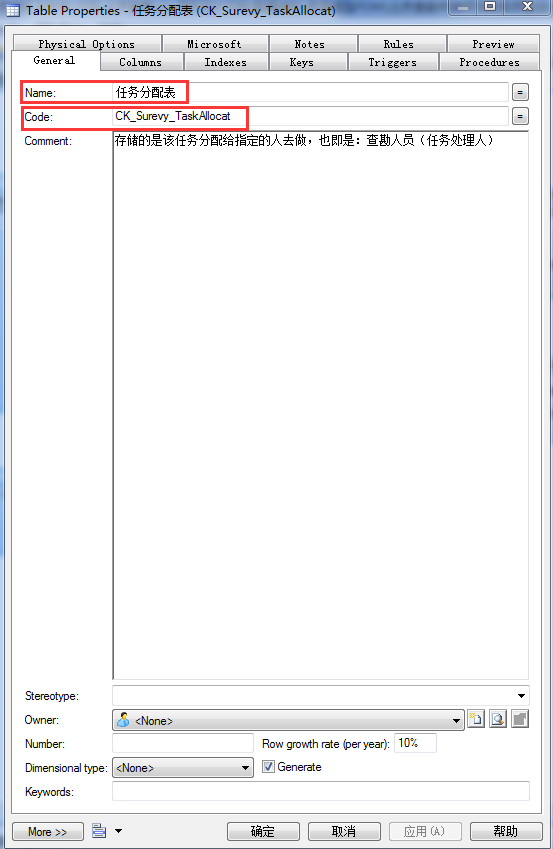 Table Properties - 任务分配表 (CK_Surevy_TaskAllocat)
Physical Options Microsoft Notes Rules Preview
General Columns Indexes Keys Triggers Procedures
Name: 任务分配表 =
Code: CK_Surevy_TaskAllocat =
Comment: 存储的是该任务分配给指定的人去做，也即是：查勘人员（任务处理人）
Stereotype:
Owner: <None>
Number: Row growth rate (per year): 10%
Dimensional type: <None> Generate
Keywords:
More >> 确定 取消 应用(A) 帮助